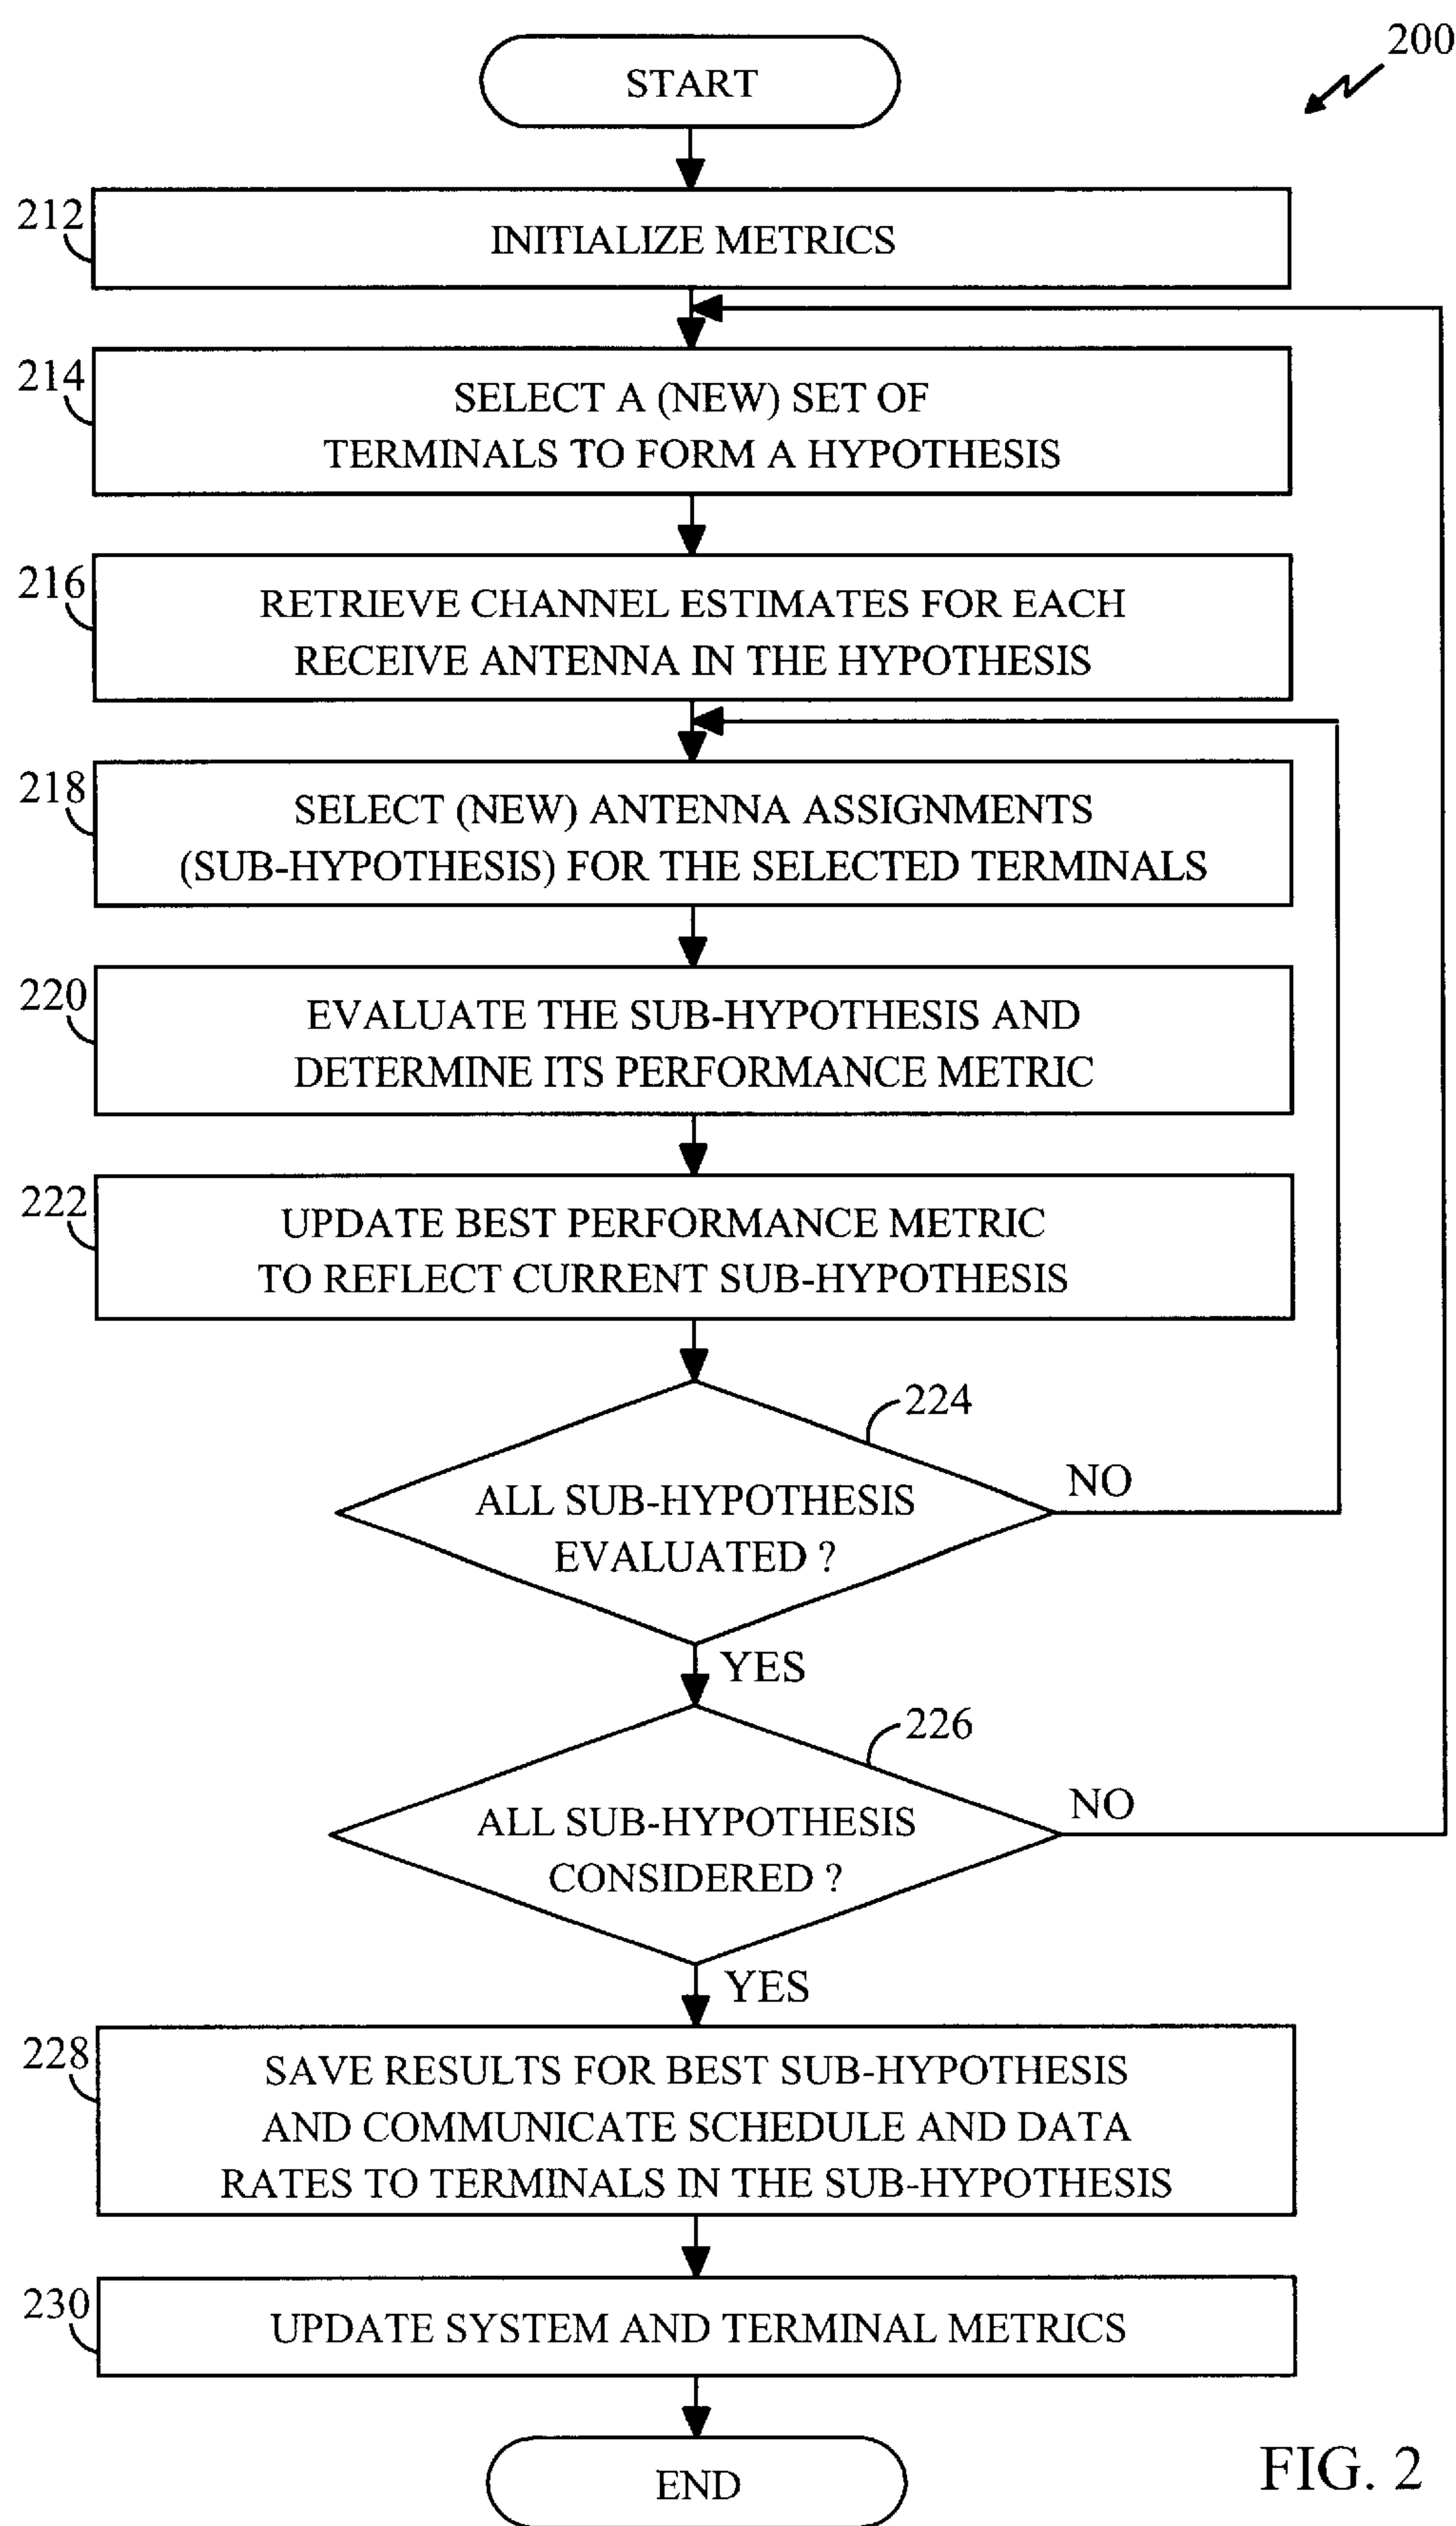 200
START
212
INITIALIZE METRICS
214
SELECT A (NEW) SET OF
TERMINALS TO FORM A HYPOTHESIS
216
RETRIEVE CHANNEL ESTIMATES FOR EACH
RECEIVE ANTENNA IN THE HYPOTHESIS
218
SELECT (NEW) ANTENNA ASSIGNMENTS
(SUB-HYPOTHESIS) FOR THE SELECTED TERMINALS
220
EVALUATE THE SUB-HYPOTHESIS AND
DETERMINE ITS PERFORMANCE METRIC
222
UPDATE BEST PERFORMANCE METRIC
TO REFLECT CURRENT SUB-HYPOTHESIS
224
NO
ALL SUB-HYPOTHESIS
EVALUATED ?
YES
226
NO
ALL SUB-HYPOTHESIS
CONSIDERED ?
YES
228
SAVE RESULTS FOR BEST SUB-HYPOTHESIS
AND COMMUNICATE SCHEDULE AND DATA
RATES TO TERMINALS IN THE SUB-HYPOTHESIS
230
UPDATE SYSTEM AND TERMINAL METRICS
END
FIG. 2